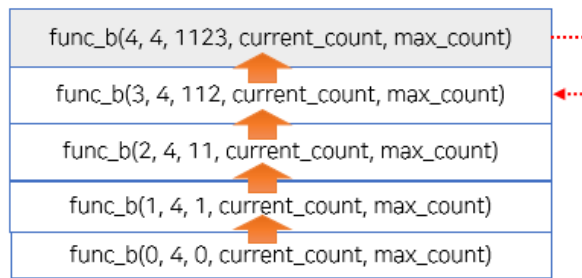 func_b(4, 4, 1123, current_count, max_count)
func_b(3, 4, 112, current_count, max_count)
func_b(2, 4, 11, current_count, max_count)
func_b(1, 4, 1, current_count, max_count)
func_b(0, 4, 0, current_count, max_count)